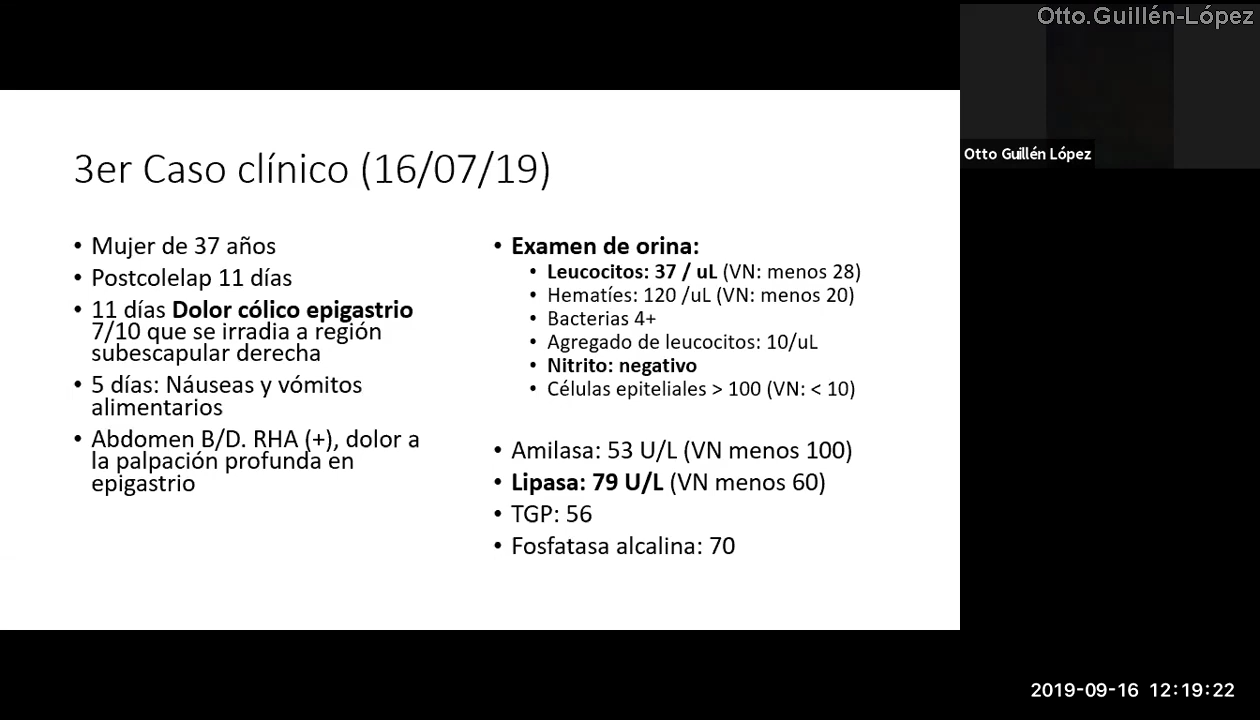 Otto.Guillén-López
Otto Guillén López
3er Caso clínico (16/07/19)
• Mujer de 37 años
• Postcolelap 11 días
• 11 días Dolor cólico epigastrio
7/10 que se irradia a región
subescapular derecha
• 5 días: Náuseas y vómitos
alimentarios
• Abdomen B/D. RHA (+), dolor a
la palpación profunda en
epigastrio
• Examen de orina:
• Leucocitos: 37 / uL (VN: menos 28)
• Hematíes: 120 /uL (VN: menos 20)
• Bacterias 4+
• Agregado de leucocitos: 10/uL
• Nitrito: negativo
• Células epiteliales > 100 (VN: < 10)
• Amilasa: 53 U/L (VN menos 100)
• Lipasa: 79 U/L (VN menos 60)
• TGP: 56
• Fosfatasa alcalina: 70
2019-09-16 12:19:22